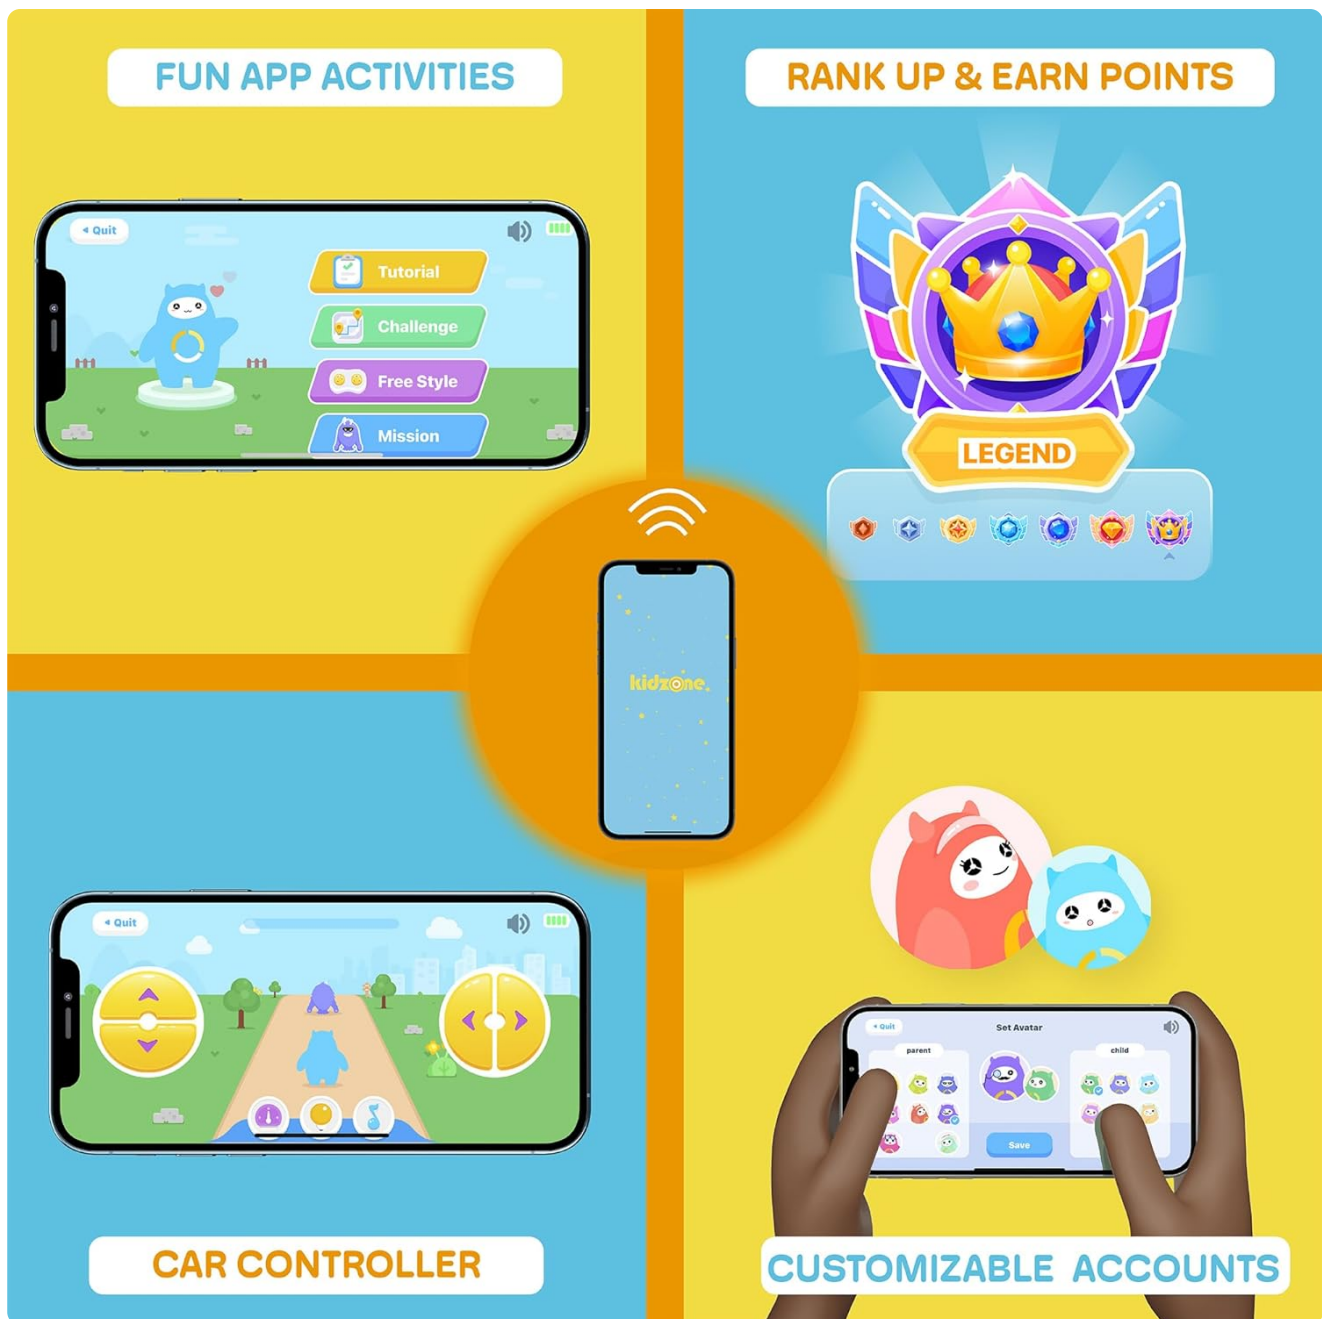 FUN APP ACTIVITIES
Quit
Tutorial
Challenge
Free Style
Mission
RANK UP & EARN POINTS
LEGEND
kidzone
Quit
CAR CONTROLLER
Quit
Set Avatar
parent
child
Save
CUSTOMIZABLE ACCOUNTS